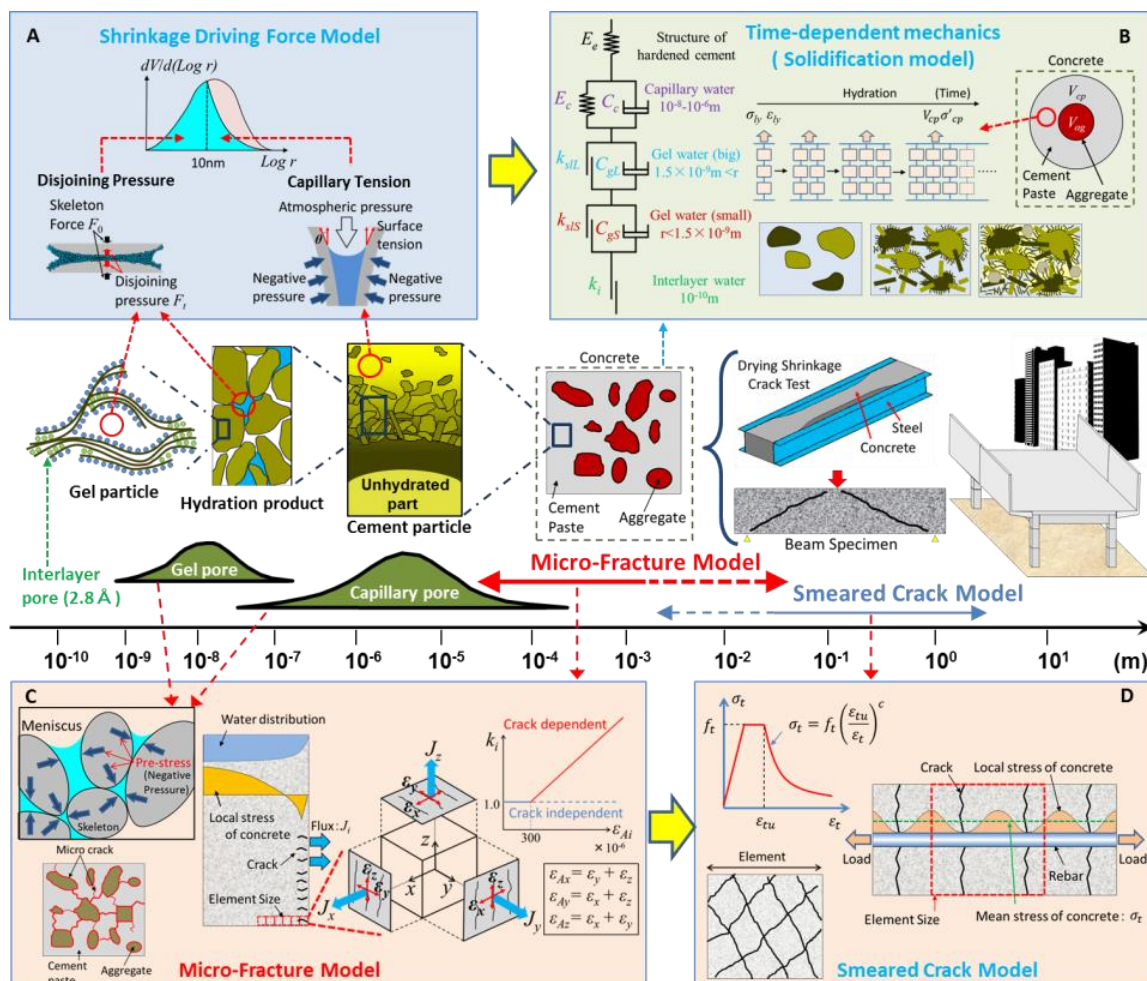 A
Shrinkage Driving Force Model
dV/d(Log r)
10nm
Log r
Disjoining Pressure
Skeleton
Force F0
Disjoining
pressure Ft
Capillary Tension
Atmospheric pressure
θ
Surface
tension
Negative
pressure
Negative
pressure
B
Time-dependent mechanics
( Solidification model)
Ee
Structure of
hardened cement
Ec
Cc
Capillary water
10-8-10-6m
kslL
CgL
Gel water (big)
1.5×10-9m <r
kslS
CgS
Gel water (small)
r<1.5×10-9m
ki
Interlayer water
10-10m
Hydration
(Time)
σly εly
Vcpσ'cp
Concrete
Vcp
Vag
Cement
Paste
Aggregate
Gel particle
Hydration product
Unhydrated
part
Cement particle
Concrete
Cement
Paste
Aggregate
Drying Shrinkage
Crack Test
Steel
Concrete
Beam Specimen
Interlayer
pore (2.8Å)
Gel pore
Capillary pore
Micro-Fracture Model
Smeared Crack Model
10-10 10-9 10-8 10-7 10-6 10-5 10-4 10-3 10-2 10-1 100 101 (m)
C
Meniscus
Pre-stress
(Negative
Pressure)
Skeleton
Micro crack
Cement
paste
Aggregate
Water distribution
Local stress
of concrete
Flux : Ji
Crack
Element Size
Jz
εy
εx
z
x
y
εz
εy
Jx
εz
εx
Jy
ki
Crack dependent
1.0
Crack independent
300
εAi
× 10-6
εAx= εy + εz
εAy= εx + εz
εAz= εx + εy
Micro-Fracture Model
D
σt
ft
σt = ft(εtu/εt)c
εtu
εt
Element
Crack
Local stress of concrete
Load
Load
Rebar
Element Size
Mean stress of concrete: σt
Smeared Crack Model